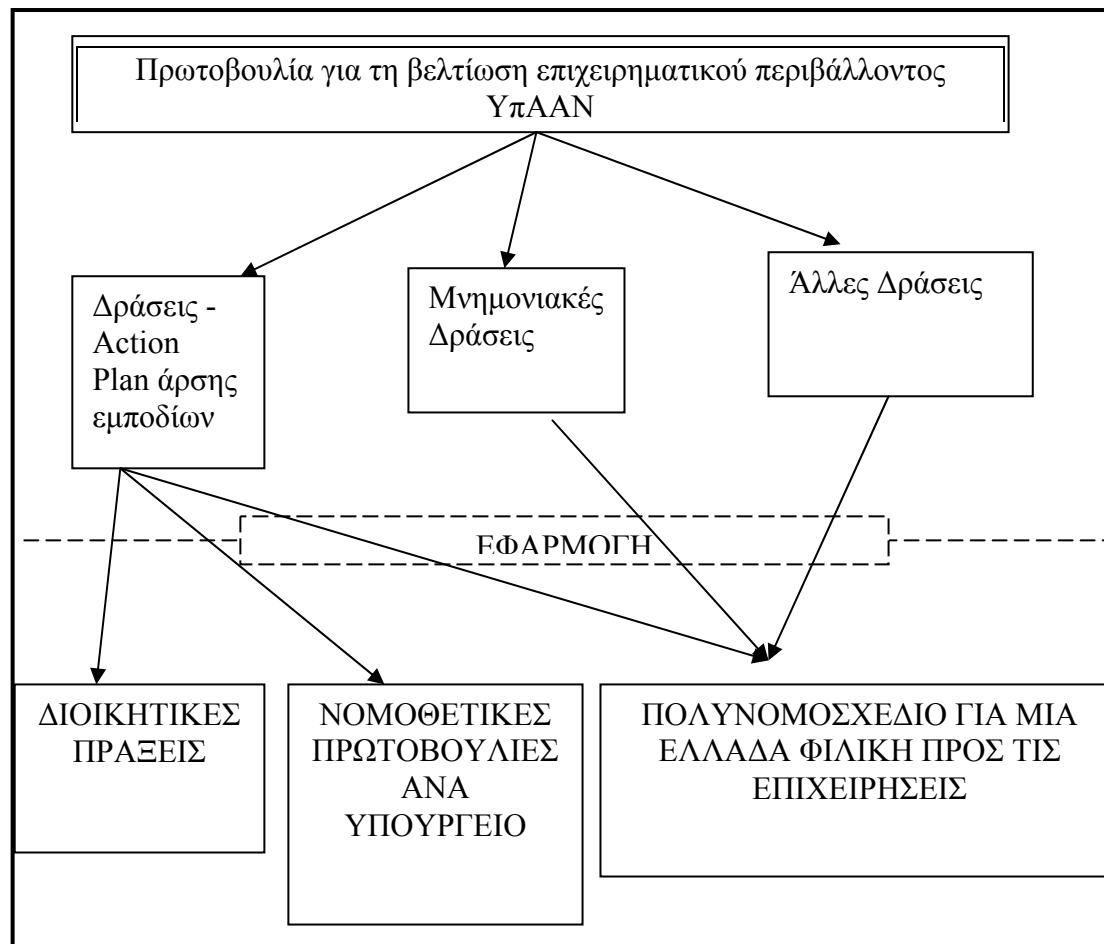 Πρωτοβουλία για τη βελτίωση επιχειρηματικού περιβάλλοντος
ΥπΑΑΝ
Δράσεις -
Action
Plan άρσης
εμποδίων
Μνημονιακές
Δράσεις
Άλλες Δράσεις
ΕΦΑΡΜΟΓΗ
ΔΙΟΙΚΗΤΙΚΕΣ
ΠΡΑΞΕΙΣ
ΝΟΜΟΘΕΤΙΚΕΣ
ΠΡΩΤΟΒΟΥΛΙΕΣ
ΑΝΑ
ΥΠΟΥΡΓΕΙΟ
ΠΟΛΥΝΟΜΟΣΧΕΔΙΟ ΓΙΑ ΜΙΑ
ΕΛΛΑΔΑ ΦΙΛΙΚΗ ΠΡΟΣ ΤΙΣ
ΕΠΙΧΕΙΡΗΣΕΙΣ